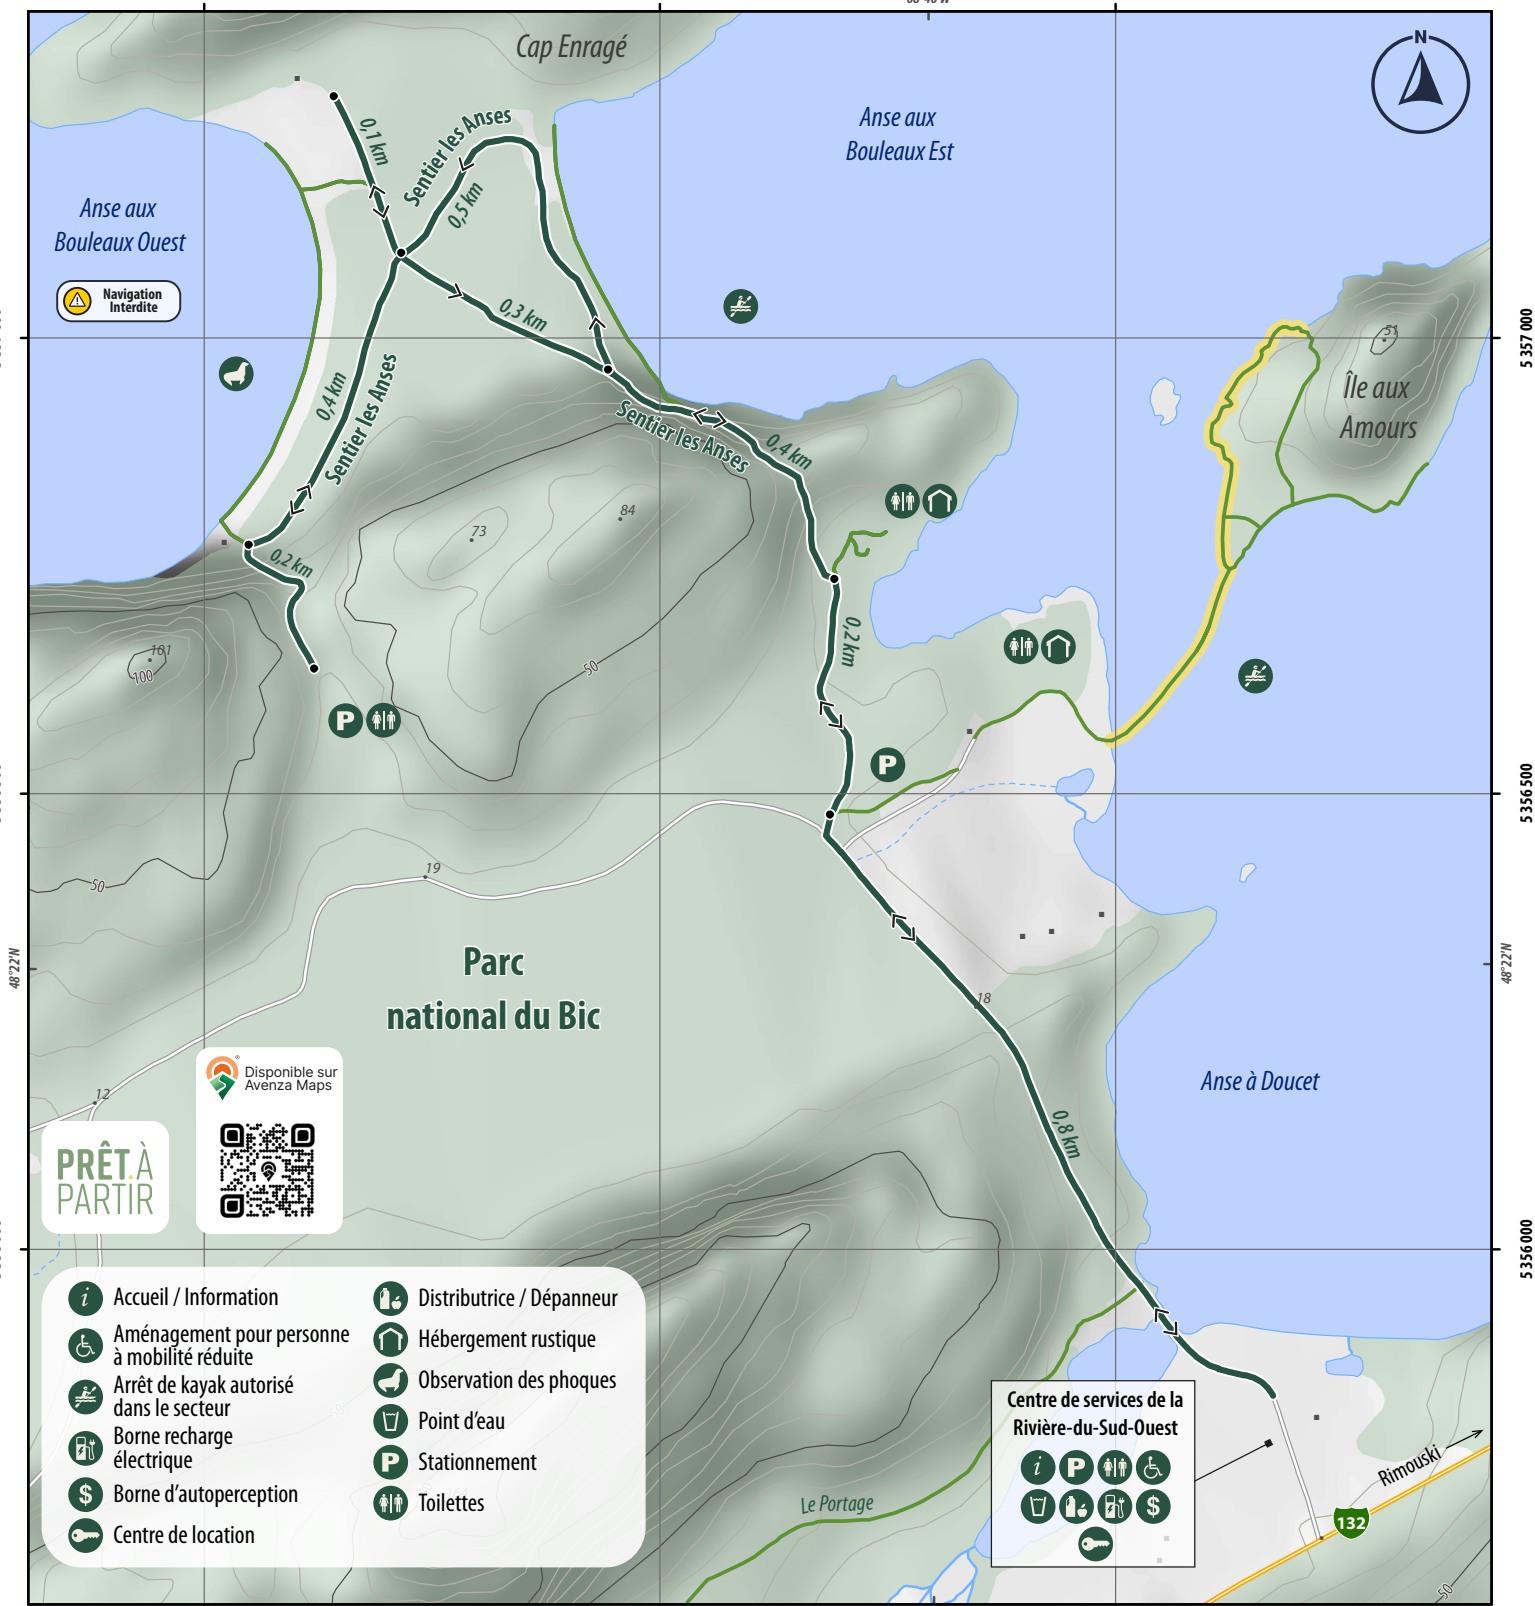 Cap Enragé
N
Anse aux
Bouleaux Est
0,1 km
Sentier les Anses
0,5 km
Anse aux
Bouleaux Ouest
Navigation
Interdite
0,3 km
51
5 357 000
Île aux
Amours
0,4 km
Sentier les Anses
Sentier les Anses
0,4 km
84
73
0,2 km
0,2 km
101
100
50
P
P
5 356 500
19
50
Parc
national du Bic
48°22'N
48°22'N
18
Disponible sur
Avenza Maps
12
Anse à Doucet
PRÊT.À
PARTIR
0,8 km
5 356 000
i Accueil / Information
Aménagement pour personne
à mobilité réduite
Arrêt de kayak autorisé
dans le secteur
Borne recharge
électrique
$ Borne d'autoperception
Centre de location
Distributrice / Dépanneur
Hébergement rustique
Observation des phoques
Point d'eau
P Stationnement
Toilettes
Centre de services de la
Rivière-du-Sud-Ouest
i P
$
Le Portage
Rimouski
132
50